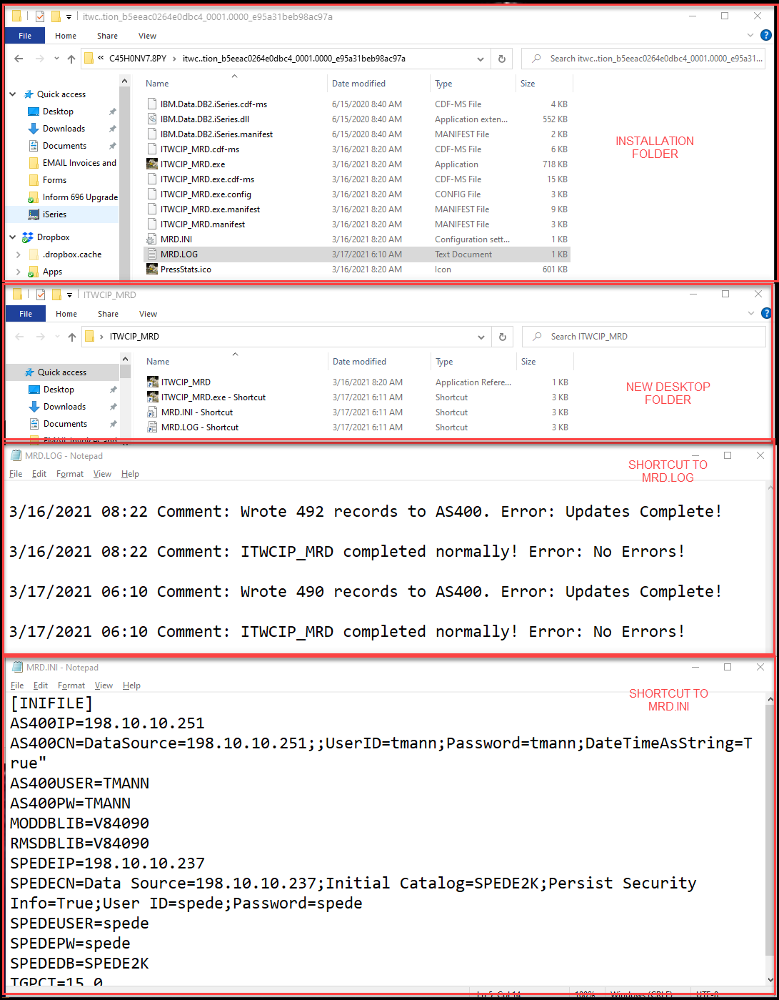 itwc..tion_b5eeac0264e0dbc4_0001.0000_e95a31beb98ac97a
File Home Share View
« C45H0NV7.8PY › itwc..tion_b5eeac0264e0dbc4_0001.0000_e95a31beb98ac97a
Search itwc..tion_b5eeac0264e0dbc4_0001.0000_e95a31...
Quick access
Desktop
Downloads
Documents
EMAIL Invoices and
Forms
Inform 696 Upgrade
iSeries
Dropbox
.dropbox.cache
Apps
Name Date modified Type Size
IBM.Data.DB2.iSeries.cdf-ms 6/15/2020 8:40 AM CDF-MS File 4 KB
IBM.Data.DB2.iSeries.dll 6/15/2020 8:40 AM Application exten... 552 KB
IBM.Data.DB2.iSeries.manifest 6/15/2020 8:40 AM MANIFEST File 2 KB
ITWCIP_MRD.cdf-ms 3/16/2021 8:20 AM CDF-MS File 6 KB
ITWCIP_MRD.exe 3/16/2021 8:20 AM Application 718 KB
ITWCIP_MRD.exe.cdf-ms 3/16/2021 8:20 AM CDF-MS File 15 KB
ITWCIP_MRD.exe.config 3/16/2021 8:20 AM CONFIG File 3 KB
ITWCIP_MRD.exe.manifest 3/16/2021 8:20 AM MANIFEST File 9 KB
ITWCIP_MRD.manifest 3/16/2021 8:20 AM MANIFEST File 3 KB
MRD.INI 3/16/2021 8:20 AM Configuration sett... 1 KB
MRD.LOG 3/17/2021 6:10 AM Text Document 1 KB
PressStats.ico 3/16/2021 8:20 AM Icon 601 KB
INSTALLATION
FOLDER
ITWCIP_MRD
File Home Share View
› ITWCIP_MRD
Search ITWCIP_MRD
Quick access
Desktop
Downloads
Documents
EMAIL Invoices and
Name Date modified Type Size
ITWCIP_MRD 3/16/2021 8:20 AM Application Refere... 1 KB
ITWCIP_MRD.exe - Shortcut 3/17/2021 6:11 AM Shortcut 3 KB
MRD.INI - Shortcut 3/17/2021 6:11 AM Shortcut 3 KB
MRD.LOG - Shortcut 3/17/2021 6:11 AM Shortcut 3 KB
NEW DESKTOP
FOLDER
MRD.LOG - Notepad
File Edit Format View Help
SHORTCUT TO
MRD.LOG
3/16/2021 08:22 Comment: Wrote 492 records to AS400. Error: Updates Complete!
3/16/2021 08:22 Comment: ITWCIP_MRD completed normally! Error: No Errors!
3/17/2021 06:10 Comment: Wrote 490 records to AS400. Error: Updates Complete!
3/17/2021 06:10 Comment: ITWCIP_MRD completed normally! Error: No Errors!
MRD.INI - Notepad
File Edit Format View Help
SHORTCUT TO
MRD.INI
[INIFILE]
AS400IP=198.10.10.251
AS400CN=DataSource=198.10.10.251;;UserID=tmann;Password=tmann;DateTimeAsString=T
rue"
AS400USER=TMANN
AS400PW=TMANN
MODDBLIB=V84090
RMSDBLIB=V84090
SPEDEIP=198.10.10.237
SPEDECN=Data Source=198.10.10.237;Initial Catalog=SPEDE2K;Persist Security
Info=True;User ID=spede;Password=spede
SPEDEUSER=spede
SPEDEPW=spede
SPEDEDB=SPEDE2K
TGPCT=15.0
Ln 5, Col 14 100% Windows (CRLF) UTF-8